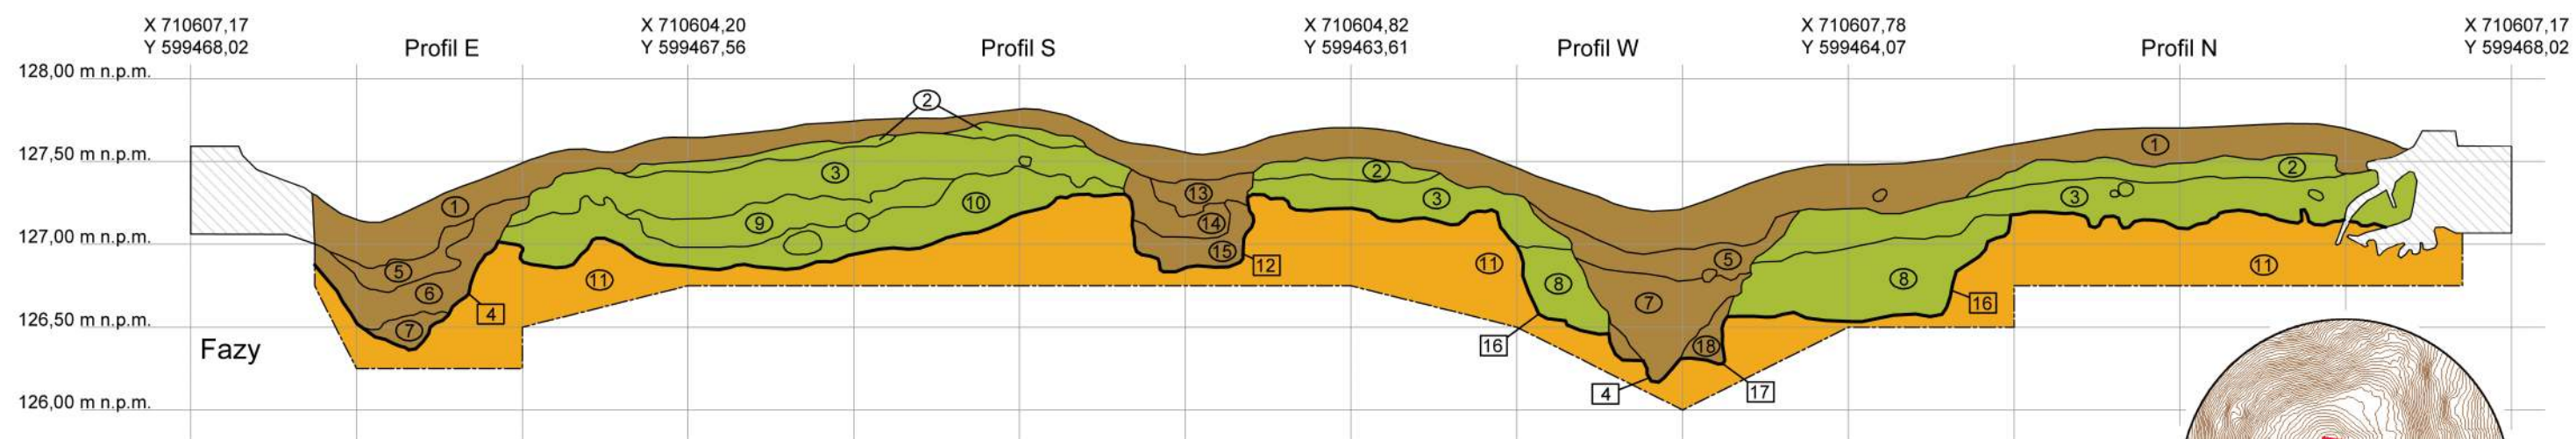 X 710607,17 X 710604,20 X 710604,82 X 710607,78 X 710607,17
Y 599468,02 Profil E Y 599467,56 Profil S Y 599463,61 Profil W Y 599464,07 Profil N Y 599468,02
128,00 m n.p.m.
2
127,50 m n.p.m. 1
3 2 2
13 3 3
1 10
9 14
127,00 m n.p.m. 15 12 11 5 11
5 11 8 8
6 7 16
4
126,50 m n.p.m. 7
Fazy 16 18
4 17
126,00 m n.p.m.